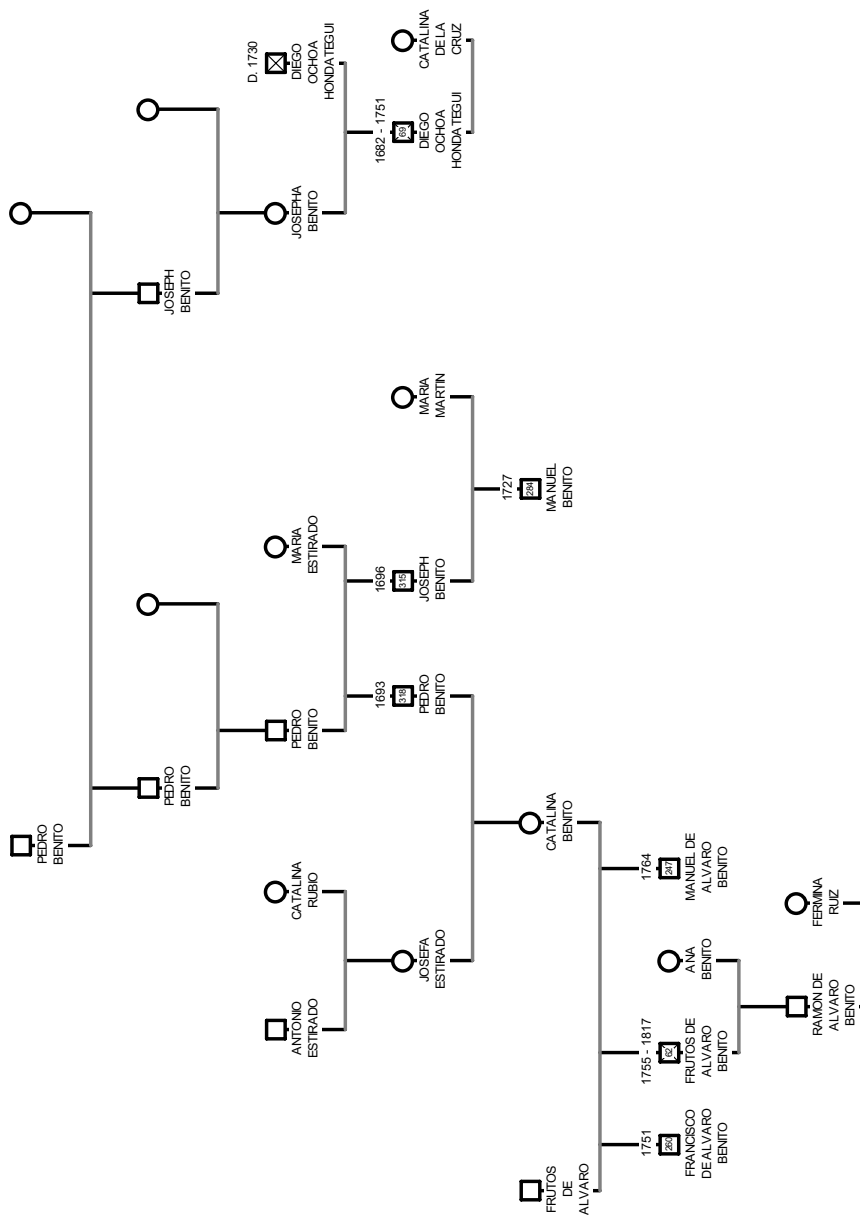 PEDRO
BENITO
PEDRO
BENITO
JOSEPH
BENITO
ANTONIO
ESTIRADO
CATALINA
RUBIO
PEDRO
BENITO
MARIA
ESTIRADO
JOSEPHA
BENITO
D. 1730
DIEGO
OCHOA
HONDATEGUI
JOSEFA
ESTIRADO
1693
318
PEDRO
BENITO
1696
315
JOSEPH
BENITO
MARIA
MARTIN
1682 - 1751
69
DIEGO
OCHOA
HONDATEGUI
CATALINA
DE LA
CRUZ
FRUTOS
DE
ALVARO
CATALINA
BENITO
1727
284
MANUEL
BENITO
1751
260
FRANCISCO
DE ALVARO
BENITO
1755 - 1817
62
FRUTOS DE
ALVARO
BENITO
ANA
BENITO
1764
247
MANUEL DE
ALVARO
BENITO
RAMON DE
ALVARO
BENITO
FERMINA
RUIZ